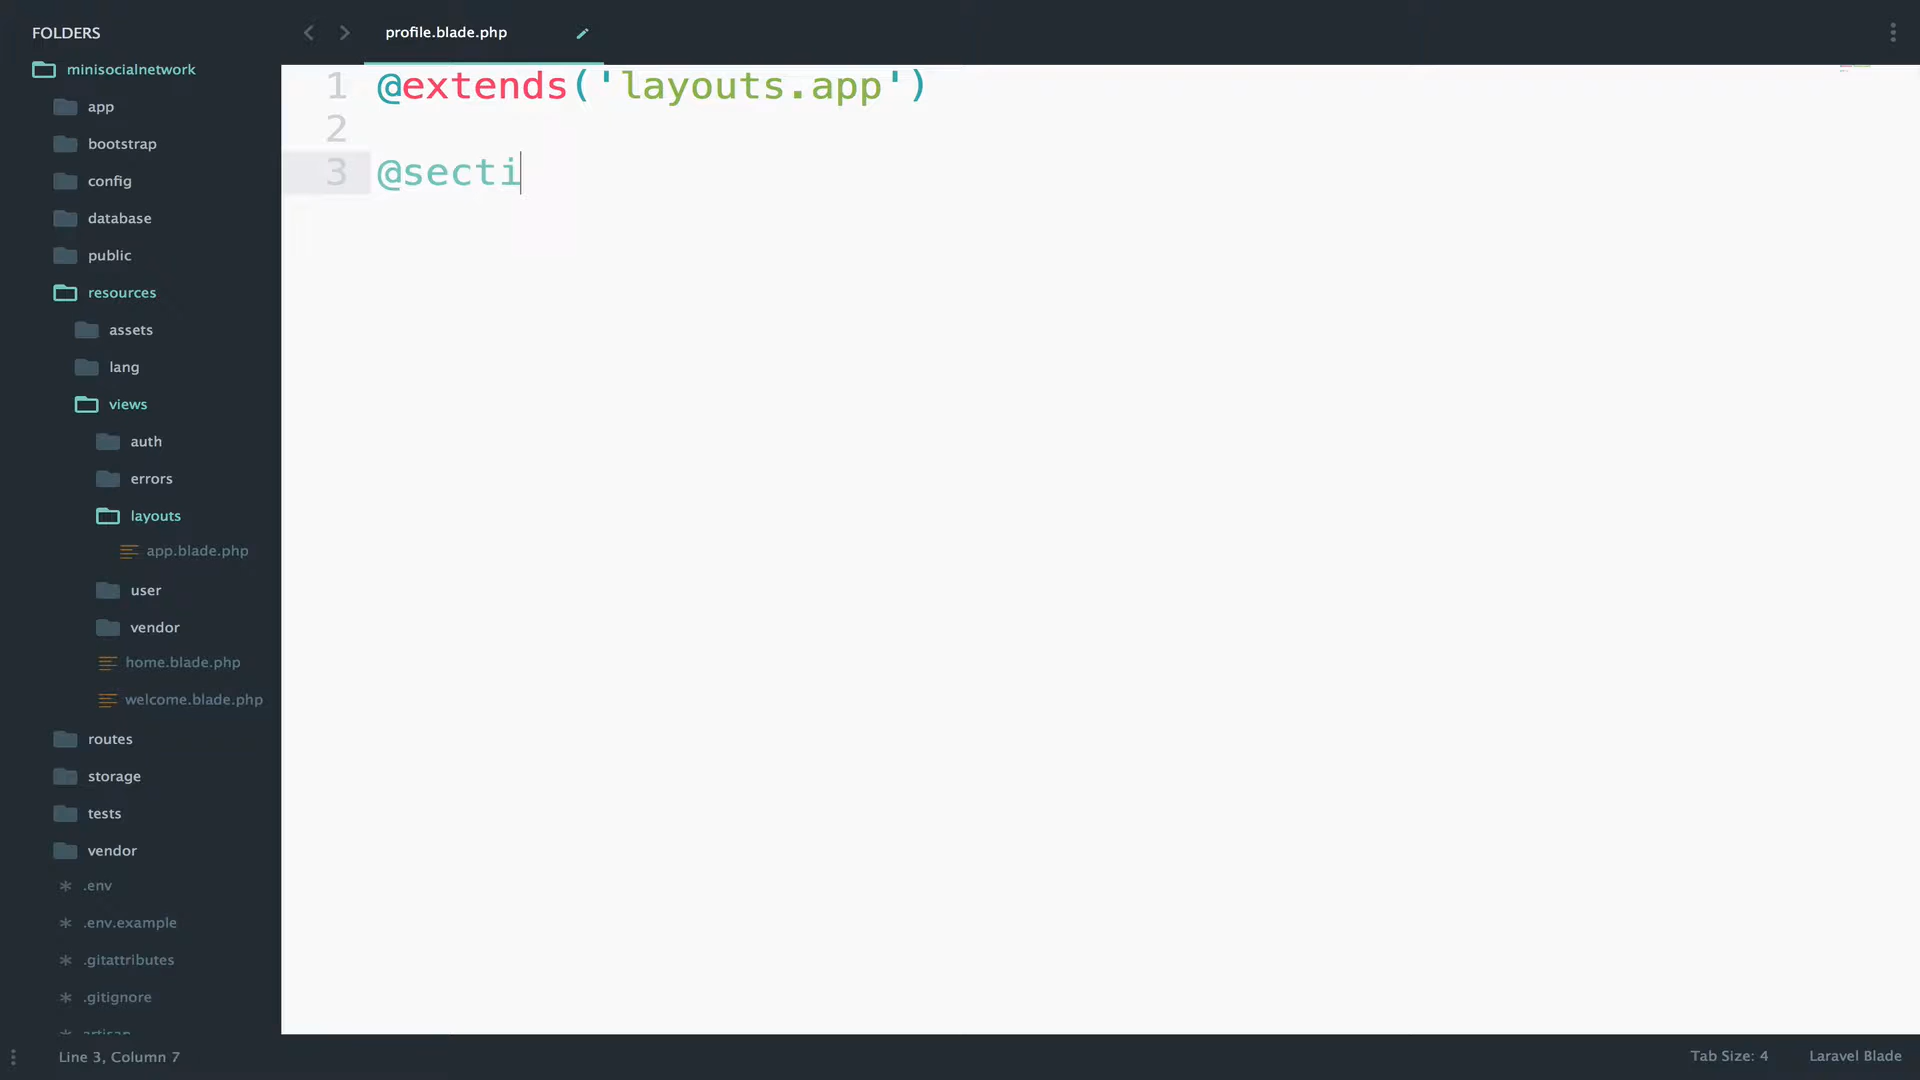 FOLDERS
minisocialnetwork
app
bootstrap
config
database
public
resources
assets
lang
views
auth
errors
layouts
app.blade.php
user
vendor
home.blade.php
welcome.blade.php
routes
storage
tests
vendor
.env
.env.example
.gitattributes
.gitignore
artisan
profile.blade.php
1 @extends('layouts.app')
2
3 @secti
Line 3, Column 7
Tab Size: 4
Laravel Blade